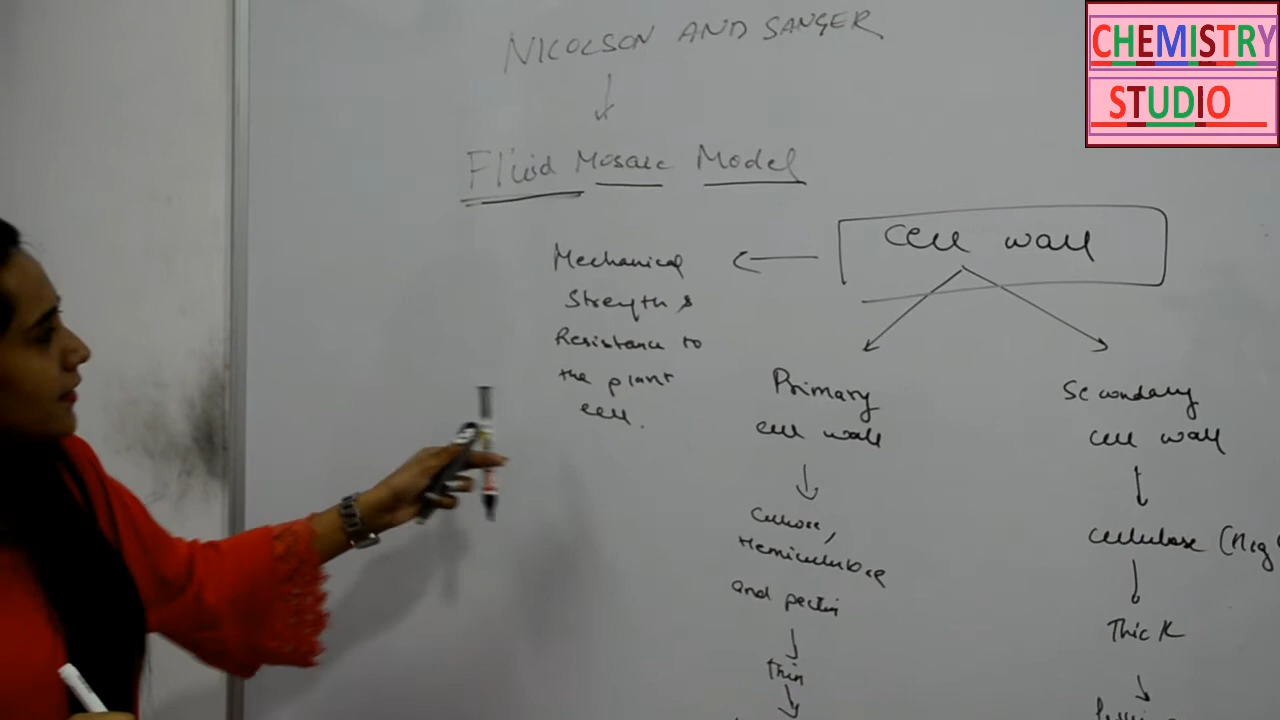 NICOLSON AND SANGER
Fluid Mosaic Model
cell wall
Mechanical
Strength &
Resistance to
the plant
cell.
Primary
cell wall
Hemicellulose
and pectin
thin
Secondary
cell wall
cellulose
Thick
CHEMISTRY
STUDIO